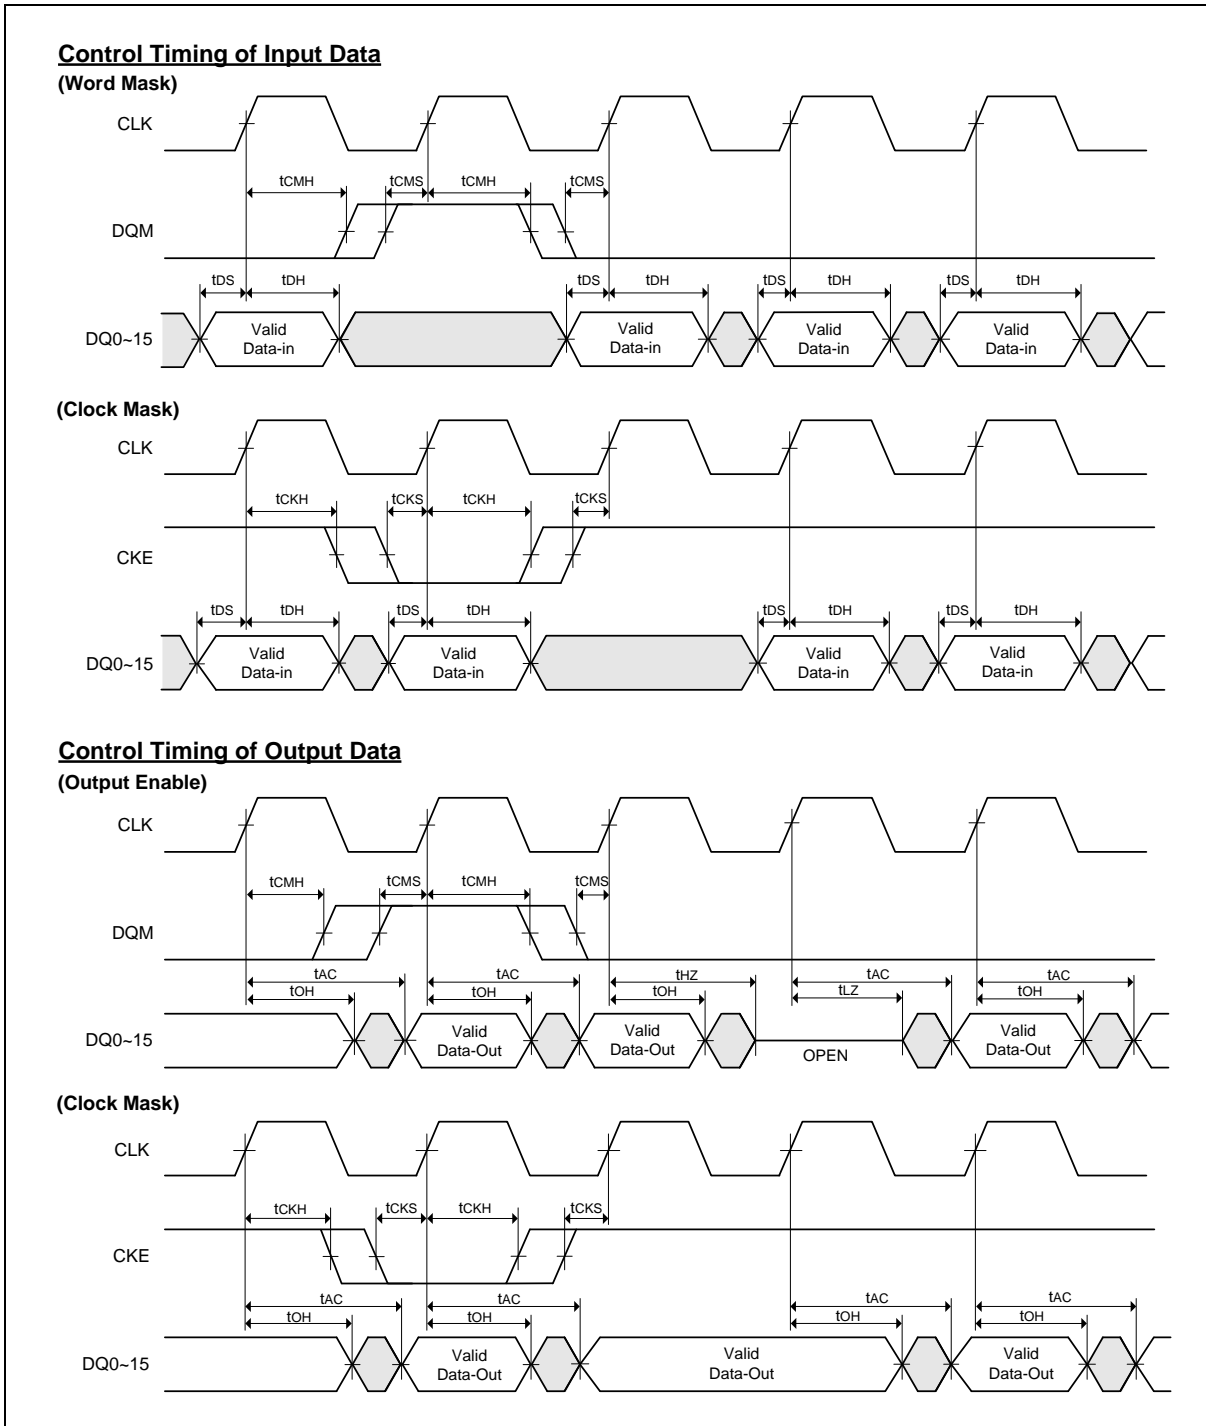 Control Timing of Input Data
(Word Mask)
CLK
tCMH tCMS tCMH tCMS
DQM
tDS tDH tDS tDH tDS tDH tDS tDH
DQ0~15
Valid Data-in
Valid Data-in
Valid Data-in
Valid Data-in
(Clock Mask)
CLK
tCKH tCKS tCKH tCKS
CKE
tDS tDH tDS tDH tDS tDH tDS tDH
DQ0~15
Valid Data-in
Valid Data-in
Valid Data-in
Valid Data-in
Control Timing of Output Data
(Output Enable)
CLK
tCMH tCMS tCMH tCMS
DQM
tAC tAC tHZ tAC tAC
tOH tOH tOH tLZ tOH
DQ0~15
Valid Data-Out
Valid Data-Out
OPEN
Valid Data-Out
(Clock Mask)
CLK
tCKH tCKS tCKH tCKS
CKE
tAC tAC tAC tAC
tOH tOH tOH tOH
DQ0~15
Valid Data-Out
Valid Data-Out
Valid Data-Out